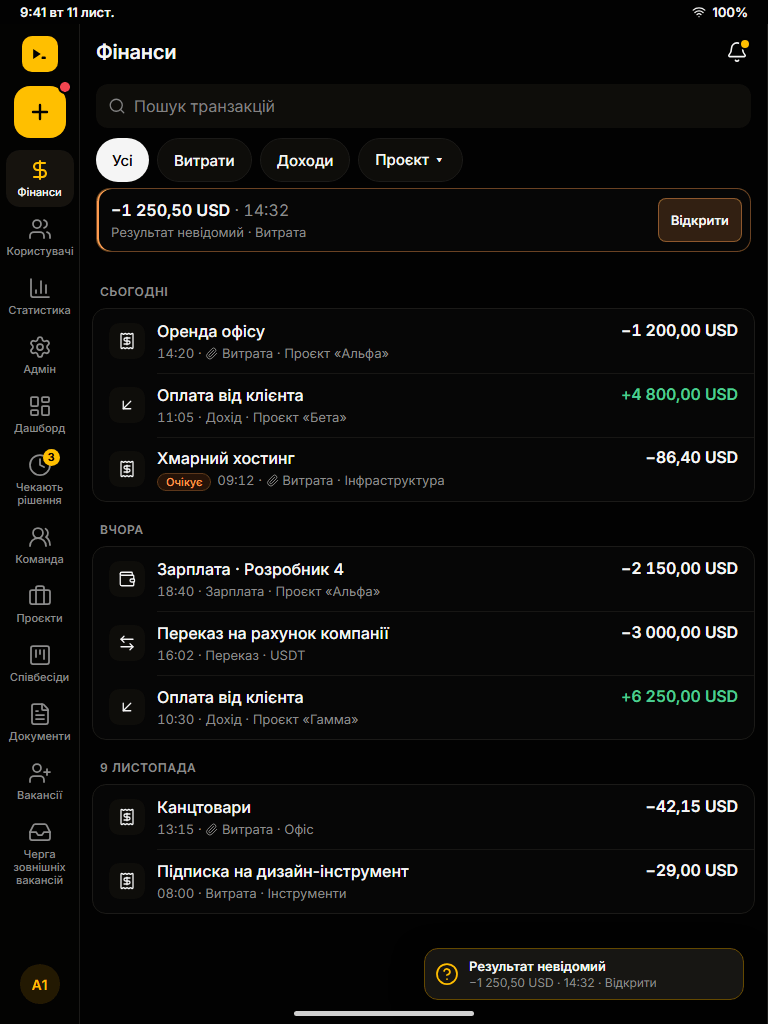 9:41 вт 11 лист.
100%
Фінанси
Пошук транзакцій
Усі
Витрати
Доходи
Проєкт
−1 250,50 USD · 14:32
Результат невідомий · Витрата
Відкрити
СЬОГОДНІ
Оренда офісу
−1 200,00 USD
14:20 · Витрата · Проєкт «Альфа»
Оплата від клієнта
+4 800,00 USD
11:05 · Дохід · Проєкт «Бета»
Хмарний хостинг
−86,40 USD
Очікує 09:12 · Витрата · Інфраструктура
ВЧОРА
Зарплата · Розробник 4
−2 150,00 USD
18:40 · Зарплата · Проєкт «Альфа»
Переказ на рахунок компанії
−3 000,00 USD
16:02 · Переказ · USDT
Оплата від клієнта
+6 250,00 USD
10:30 · Дохід · Проєкт «Гамма»
9 ЛИСТОПАДА
Канцтовари
−42,15 USD
13:15 · Витрата · Офіс
Підписка на дизайн-інструмент
−29,00 USD
08:00 · Витрата · Інструменти
Результат невідомий
−1 250,50 USD · 14:32 · Відкрити
Фінанси
Користувачі
Статистика
Адмін
Дашборд
3
Чекають
рішення
Команда
Проєкти
Співбесіди
Документи
Вакансії
Черга
зовнішніх
вакансій
A1